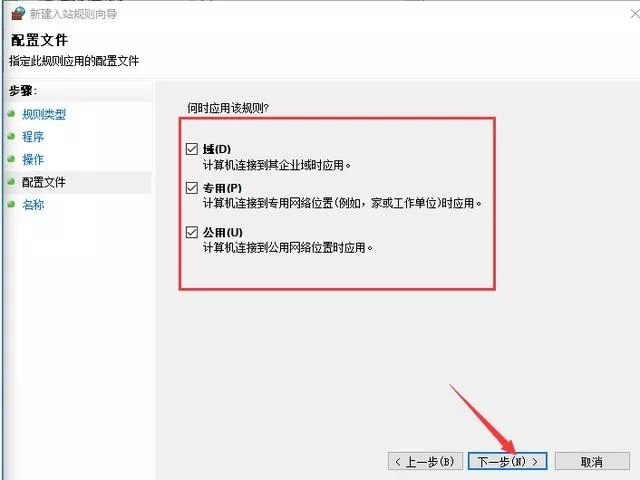 新建入站规则向导
配置文件
指定此规则应用的配置文件
步骤:
规则类型
程序
操作
配置文件
名称
何时应用该规则?
域(D)
计算机连接到其企业域时应用。
专用(P)
计算机连接到专用网络位置(例如，家或工作单位)时应用。
公用(U)
计算机连接到公用网络位置时应用。
< 上一步(B)
下一步(N) >
取消